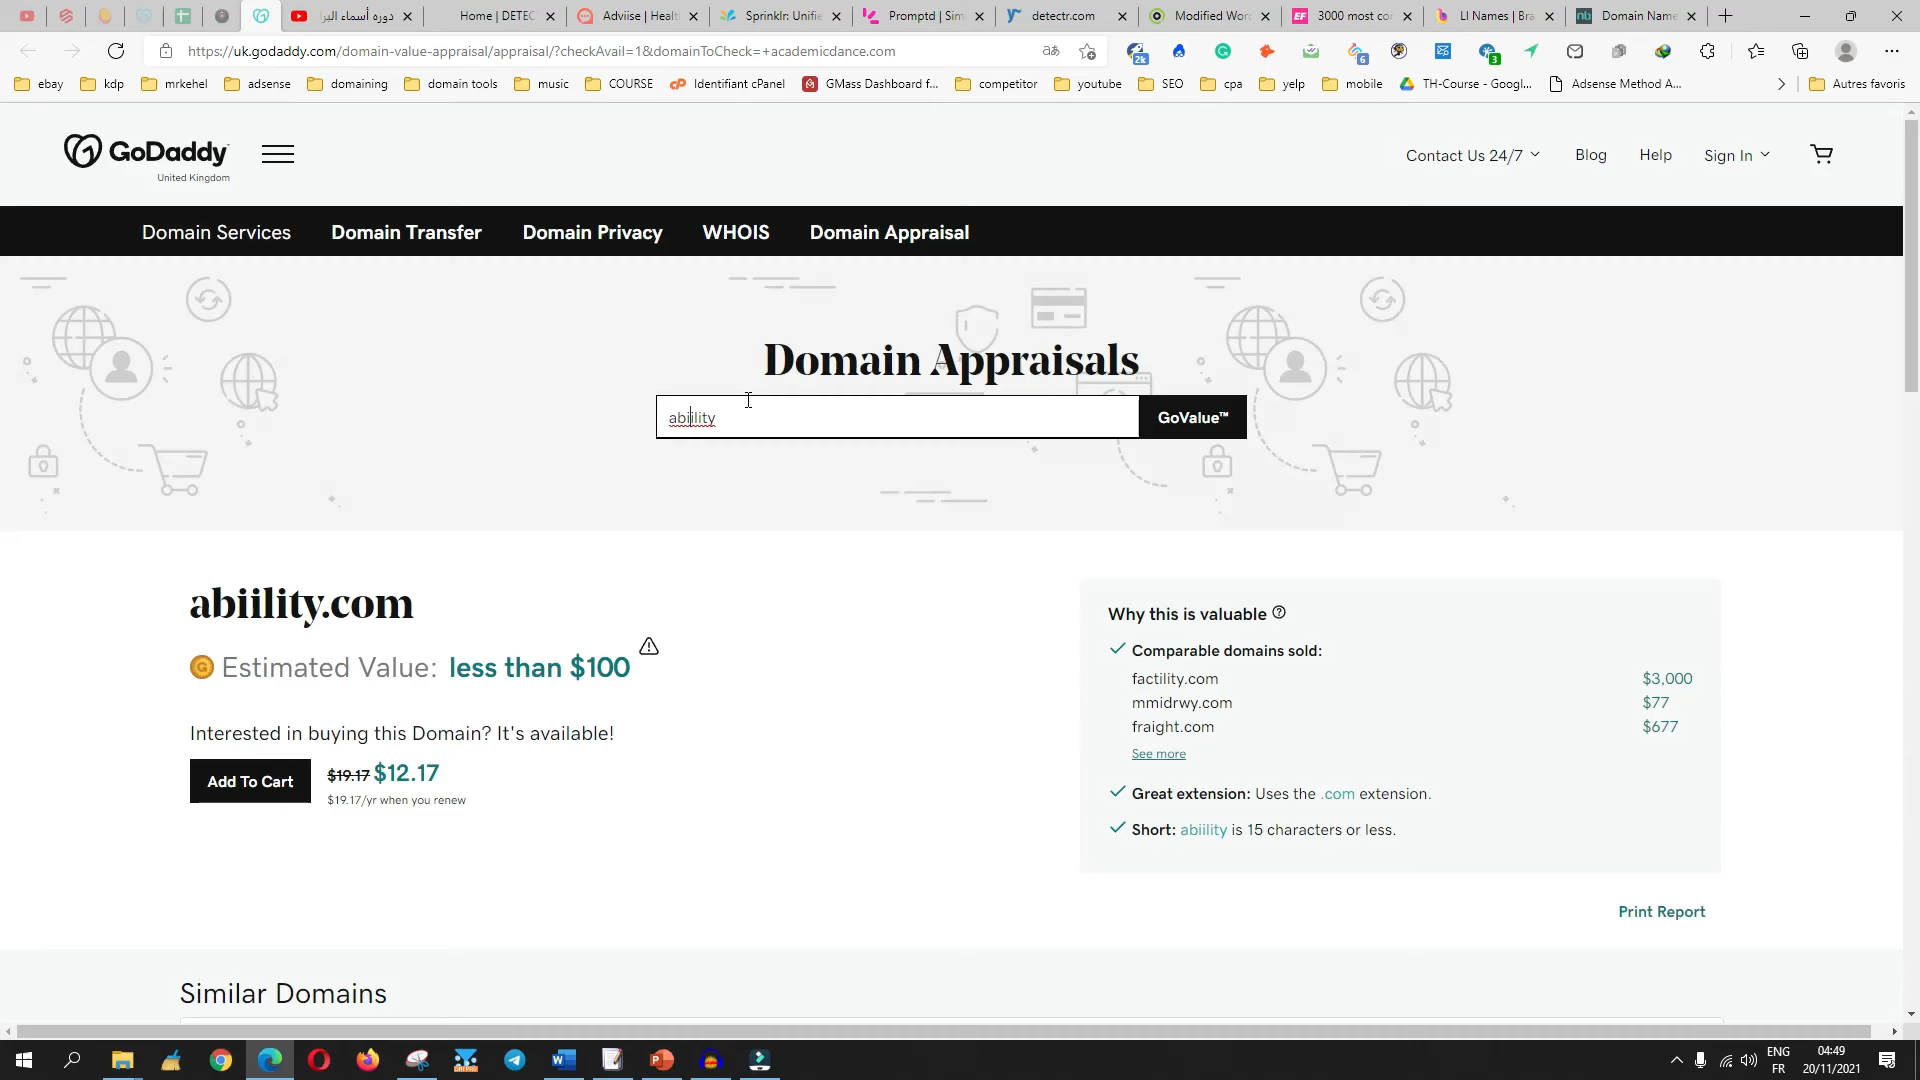 دوره أسماء البرا
Home | DETEC
Adviise | Healt
Sprinklr: Unifie
Promptd | Sim
detectr.com
Modified Wor
3000 most co
LI Names | Bra
Domain Name
https://uk.godaddy.com/domain-value-appraisal/appraisal/?checkAvail=1&domainToCheck=+academicdance.com
ebay
kdp
mrkehel
adsense
domaining
domain tools
music
COURSE
Identifiant cPanel
GMass Dashboard f...
competitor
youtube
SEO
cpa
yelp
mobile
TH-Course - Googl...
Adsense Method A...
Autres favoris
GoDaddy
United Kingdom
Contact Us 24/7
Blog
Help
Sign In
Domain Services
Domain Transfer
Domain Privacy
WHOIS
Domain Appraisal
Domain Appraisals
abiility
GoValue™
abiility.com
Estimated Value: less than $100
Interested in buying this Domain? It's available!
Add To Cart
$19.17 $12.17
$19.17/yr when you renew
Why this is valuable
Comparable domains sold:
factility.com $3,000
mmidrwy.com $77
fraight.com $677
See more
Great extension: Uses the .com extension.
Short: abiility is 15 characters or less.
Print Report
Similar Domains
ENG
FR
04:49
20/11/2021